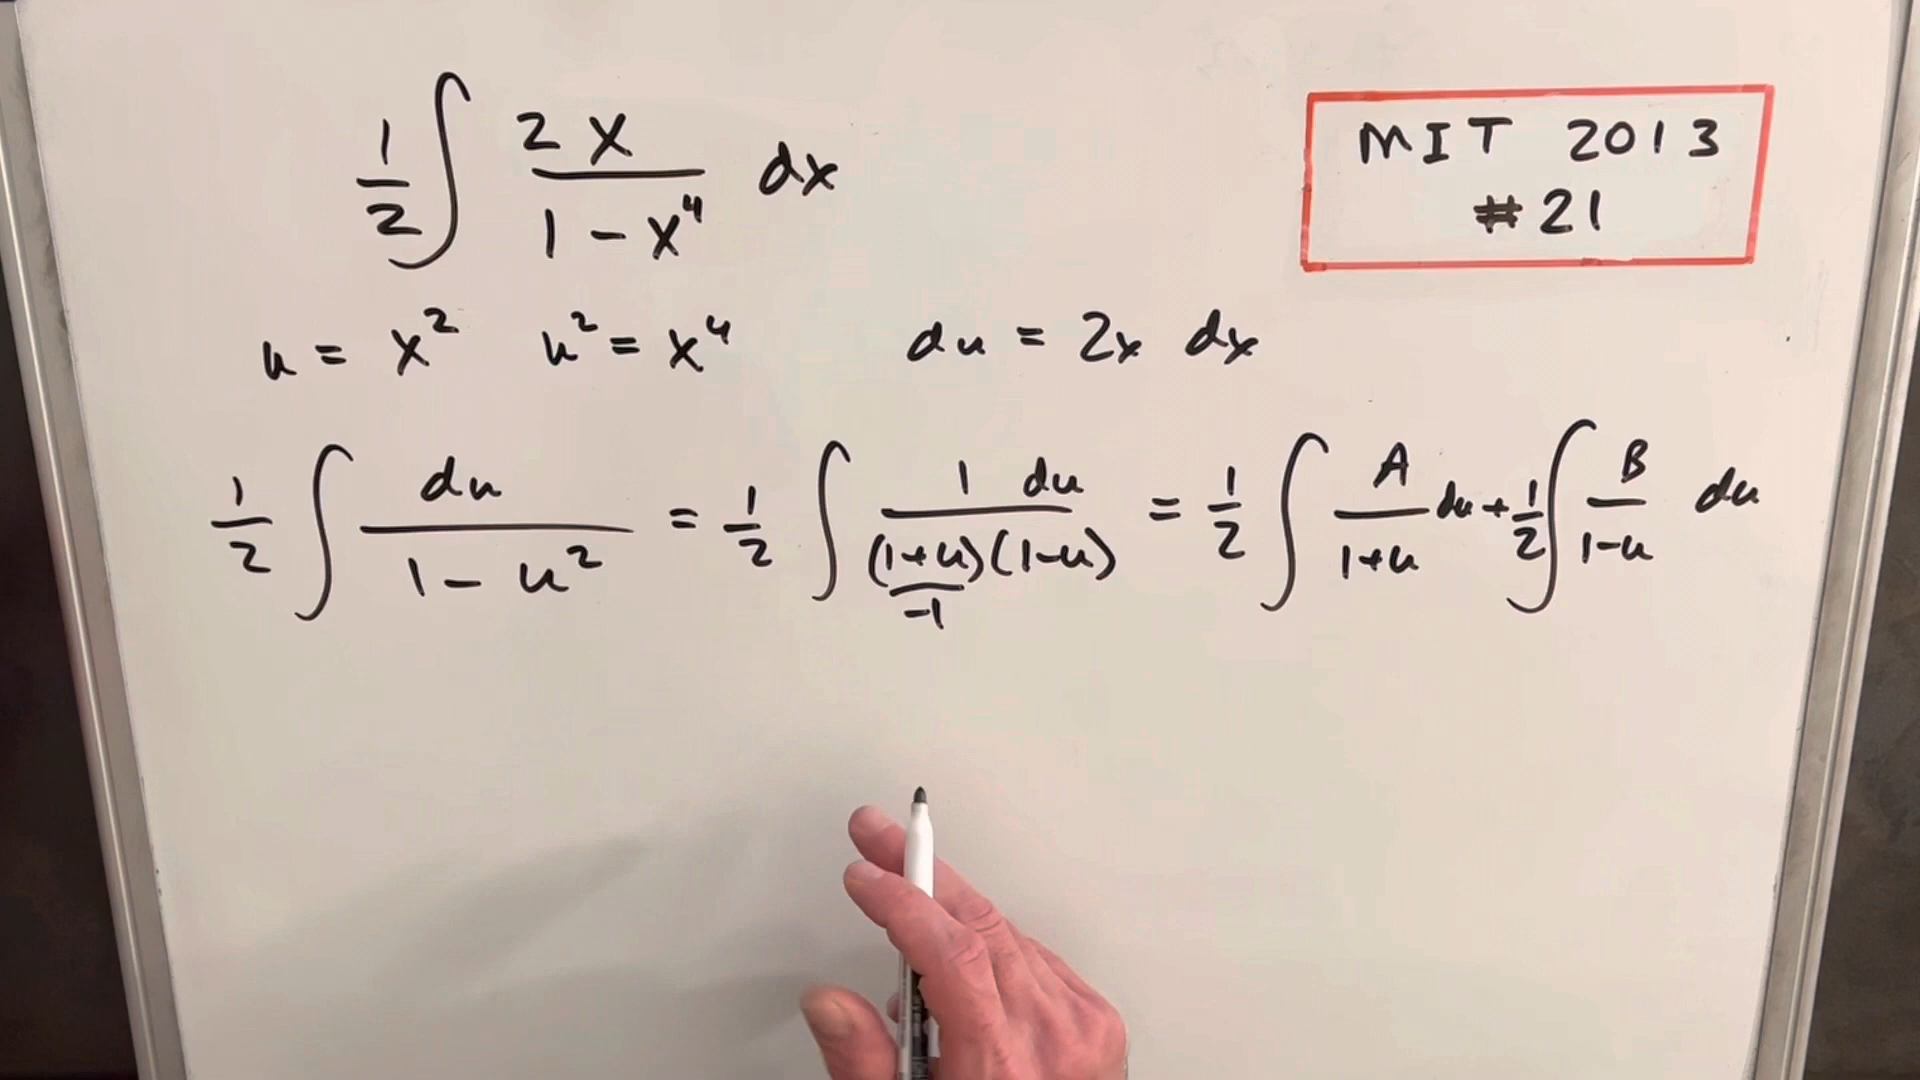 1/2 ∫ 2x/(1 - x⁴) dx
MIT 2013
#21
u = x² u² = x⁴ du = 2x dx
1/2 ∫ du/(1 - u²) = 1/2 ∫ 1 du/((1+u)(1-u)) = 1/2 ∫ A/(1+u) du + 1/2 ∫ B/(1-u) du
-1